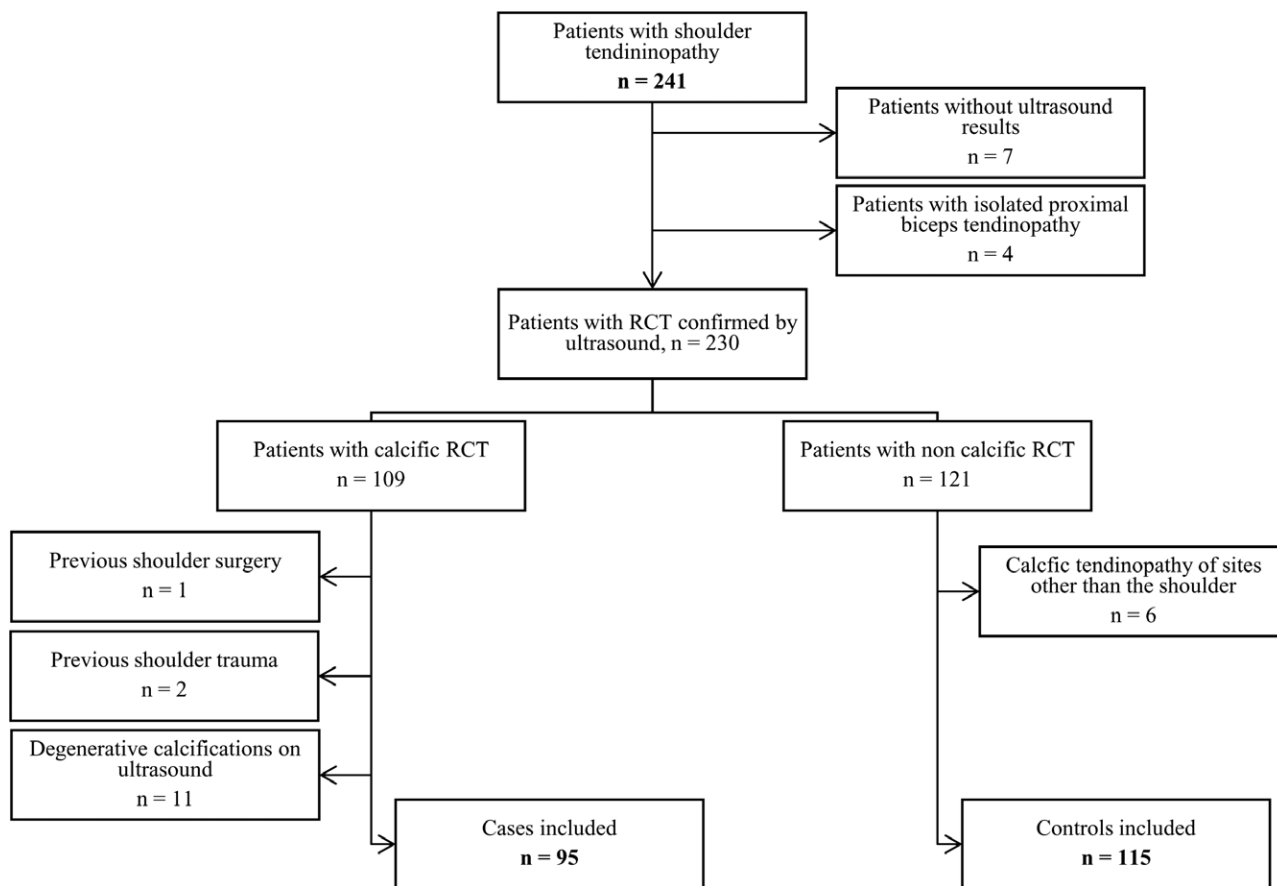 Patients with shoulder
tendininopathy
n = 241
Patients without ultrasound
results
n = 7
Patients with isolated proximal
biceps tendinopathy
n = 4
Patients with RCT confirmed by
ultrasound, n = 230
Patients with calcific RCT
n = 109
Patients with non calcific RCT
n = 121
Previous shoulder surgery
n = 1
Previous shoulder trauma
n = 2
Degenerative calcifications on
ultrasound
n = 11
Calcfic tendinopathy of sites
other than the shoulder
n = 6
Cases included
n = 95
Controls included
n = 115